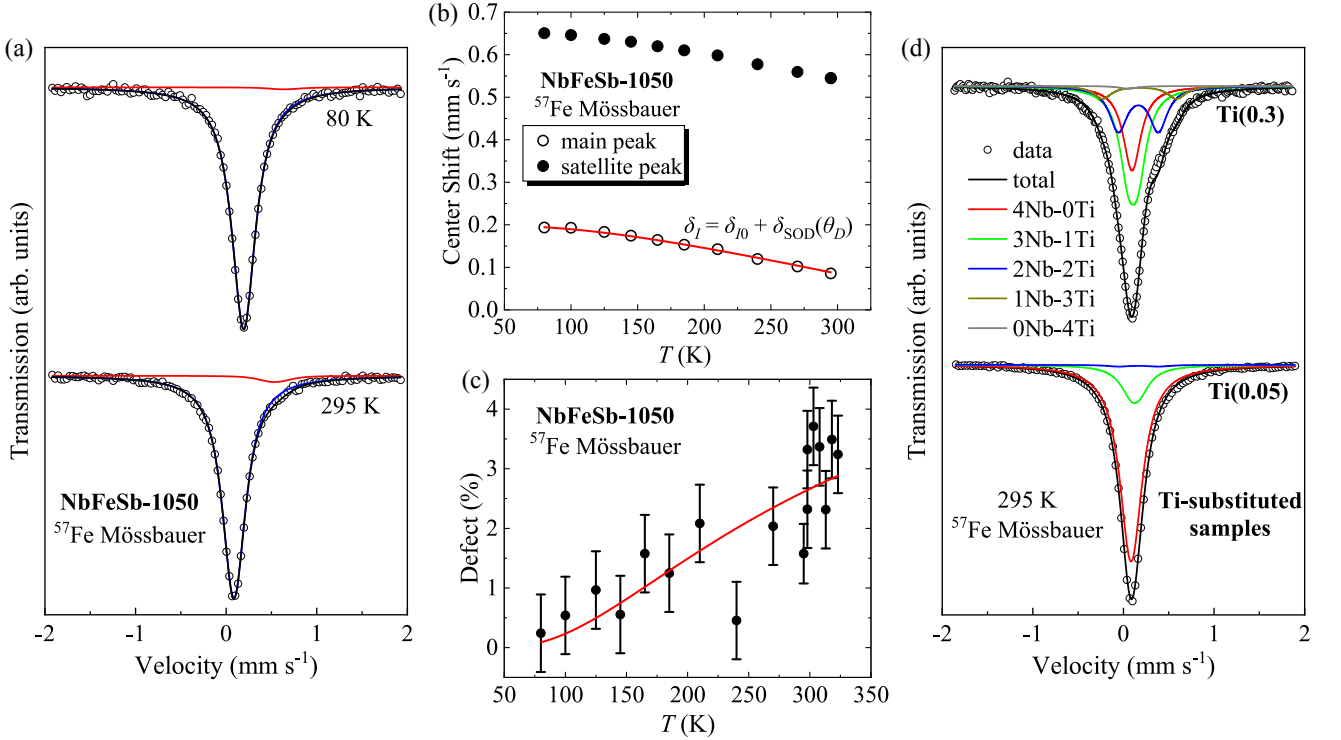 (a)
80 K
295 K
NbFeSb-1050
⁵⁷Fe Mössbauer
Transmission (arb. units)
-2 -1 0 1 2
Velocity (mm s⁻¹)
(b)
0.7
0.6
0.5
0.4
0.3
0.2
0.1
0.0
Center Shift (mm s⁻¹)
NbFeSb-1050
⁵⁷Fe Mössbauer
main peak
satellite peak
δ_I = δ_I0 + δ_SOD(θ_D)
50 100 150 200 250 300
T (K)
(c)
NbFeSb-1050
⁵⁷Fe Mössbauer
4
3
2
1
0
Defect (%)
50 100 150 200 250 300 350
T (K)
(d)
Ti(0.3)
data
total
4Nb-0Ti
3Nb-1Ti
2Nb-2Ti
1Nb-3Ti
0Nb-4Ti
Ti(0.05)
295 K
⁵⁷Fe Mössbauer
Ti-substituted
samples
Transmission (arb. units)
-2 -1 0 1 2
Velocity (mm s⁻¹)